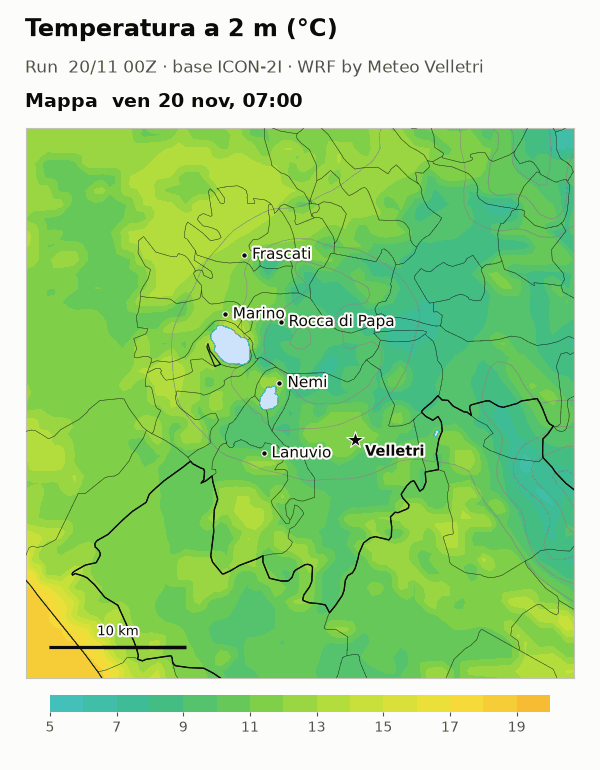 Temperatura a 2 m (°C)
Run  20/11 00Z · base ICON-2I · WRF by Meteo Velletri
Mappa  ven 20 nov, 07:00
Frascati
Marino
Rocca di Papa
Nemi
Velletri
Lanuvio
10 km
5 7 9 11 13 15 17 19